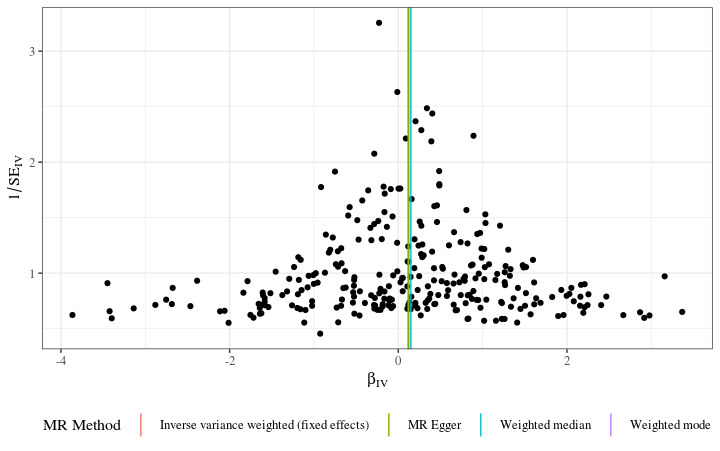 3
2
1
1/SE_IV
-4
-2
0
2
β_IV
MR Method Inverse variance weighted (fixed effects) MR Egger Weighted median Weighted mode